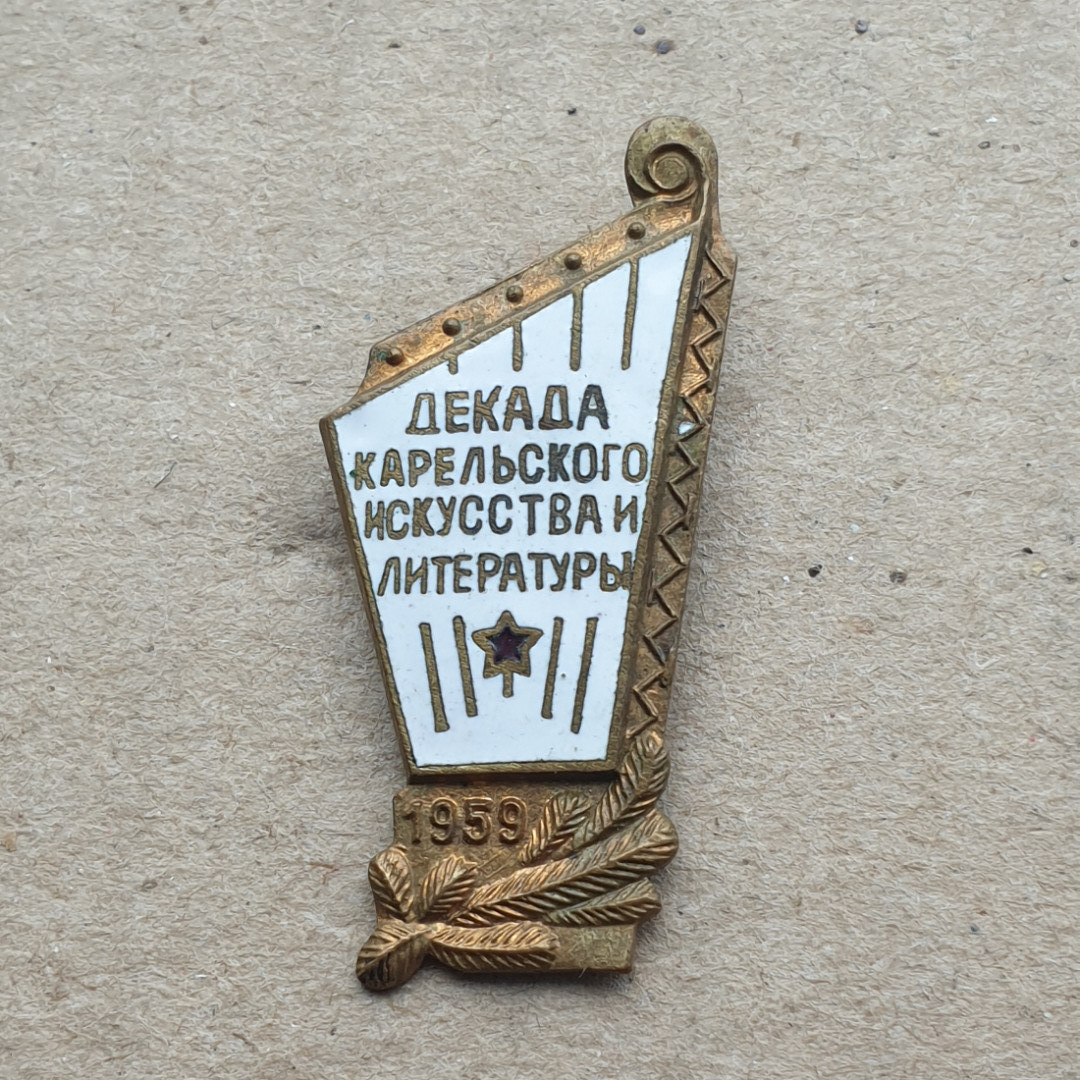 ДЕКАДА
КАРЕЛЬСКОГО
ИСКУССТВА И
ЛИТЕРАТУРЫ
1959